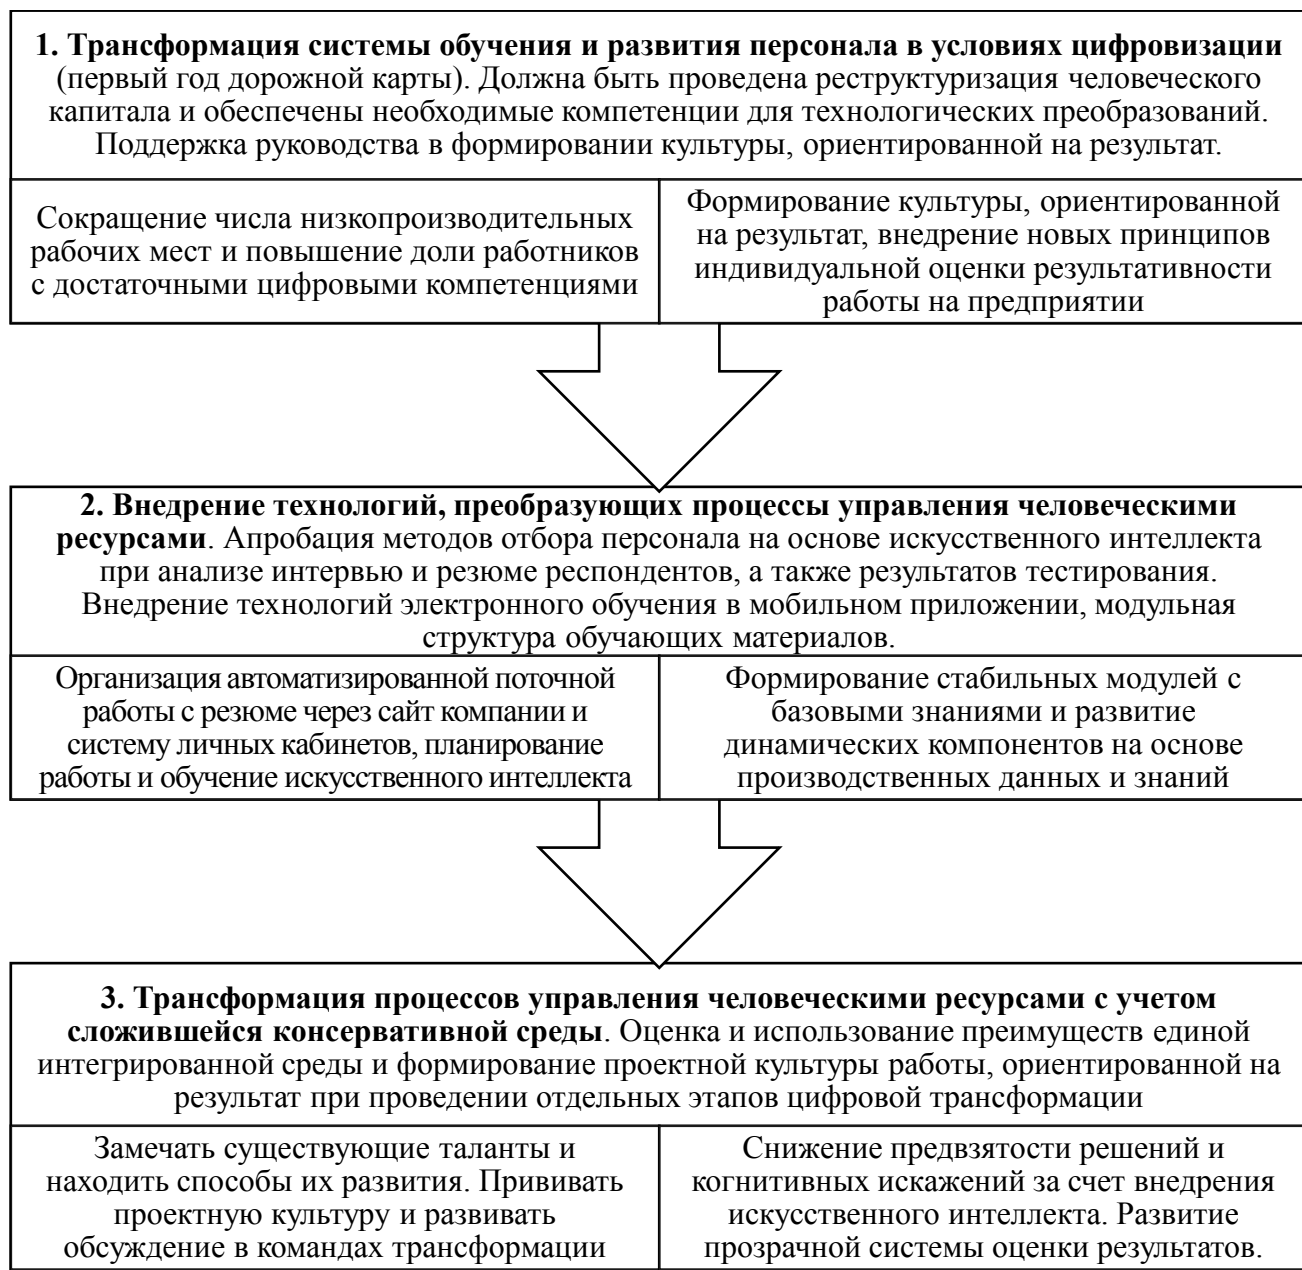 1. Трансформация системы обучения и развития персонала в условиях цифровизации
(первый год дорожной карты). Должна быть проведена реструктуризация человеческого
капитала и обеспечены необходимые компетенции для технологических преобразований.
Поддержка руководства в формировании культуры, ориентированной на результат.
Сокращение числа низкопроизводительных
рабочих мест и повышение доли работников
с достаточными цифровыми компетенциями
Формирование культуры, ориентированной
на результат, внедрение новых принципов
индивидуальной оценки результативности
работы на предприятии
2. Внедрение технологий, преобразующих процессы управления человеческими
ресурсами. Апробация методов отбора персонала на основе искусственного интеллекта
при анализе интервью и резюме респондентов, а также результатов тестирования.
Внедрение технологий электронного обучения в мобильном приложении, модульная
структура обучающих материалов.
Организация автоматизированной поточной
работы с резюме через сайт компании и
систему личных кабинетов, планирование
работы и обучение искусственного интеллекта
Формирование стабильных модулей с
базовыми знаниями и развитие
динамических компонентов на основе
производственных данных и знаний
3. Трансформация процессов управления человеческими ресурсами с учетом
сложившейся консервативной среды. Оценка и использование преимуществ единой
интегрированной среды и формирование проектной культуры работы, ориентированной на
результат при проведении отдельных этапов цифровой трансформации
Замечать существующие таланты и
находить способы их развития. Прививать
проектную культуру и развивать
обсуждение в командах трансформации
Снижение предвзятости решений и
когнитивных искажений за счет внедрения
искусственного интеллекта. Развитие
прозрачной системы оценки результатов.